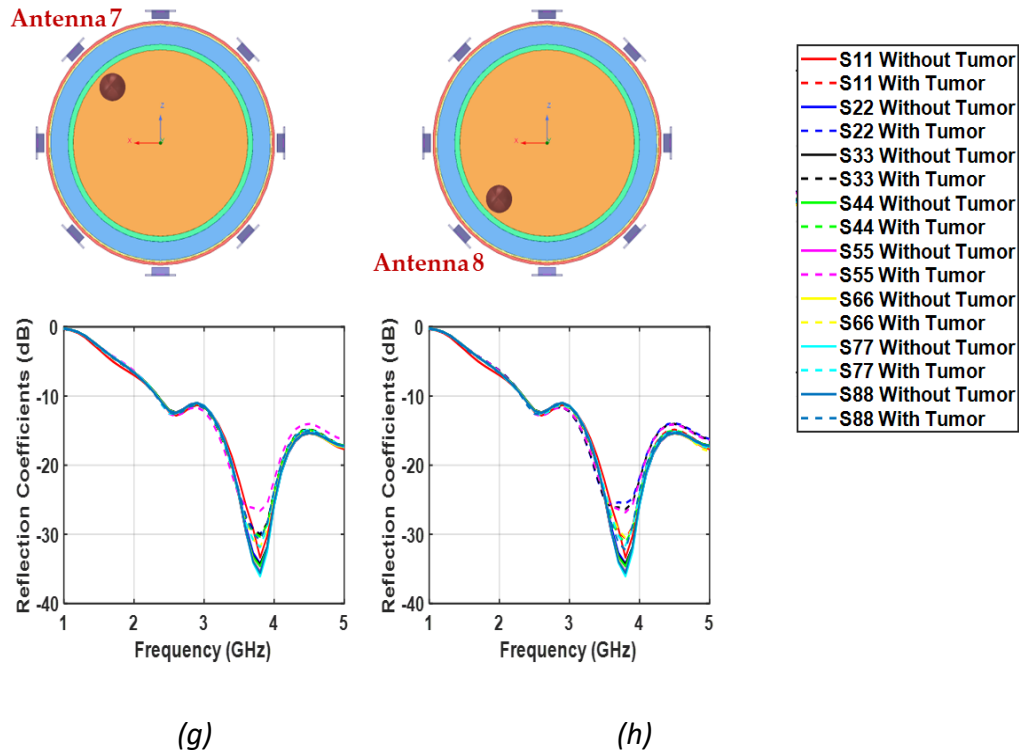 Antenna 7
Z
X
Y
Z
X
Y
Antenna 8
S11 Without Tumor
S11 With Tumor
S22 Without Tumor
S22 With Tumor
S33 Without Tumor
S33 With Tumor
S44 Without Tumor
S44 With Tumor
S55 Without Tumor
S55 With Tumor
S66 Without Tumor
S66 With Tumor
S77 Without Tumor
S77 With Tumor
S88 Without Tumor
S88 With Tumor
Reflection Coefficients (dB)
0
-10
-20
-30
-40
1 2 3 4 5
Frequency (GHz)
Reflection Coefficients (dB)
0
-10
-20
-30
-40
1 2 3 4 5
Frequency (GHz)
(g)
(h)